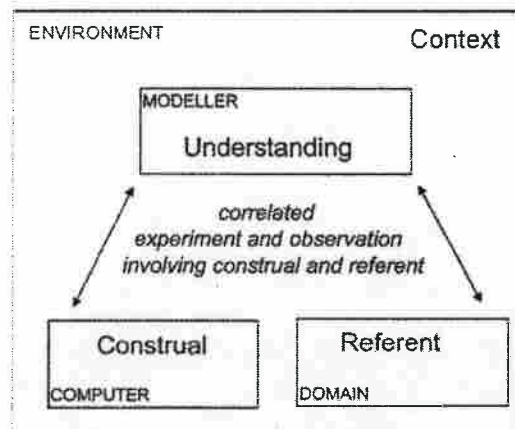 ENVIRONMENT
Context
MODELLER
Understanding
correlated
experiment and observation
involving construal and referent
Construal
COMPUTER
Referent
DOMAIN